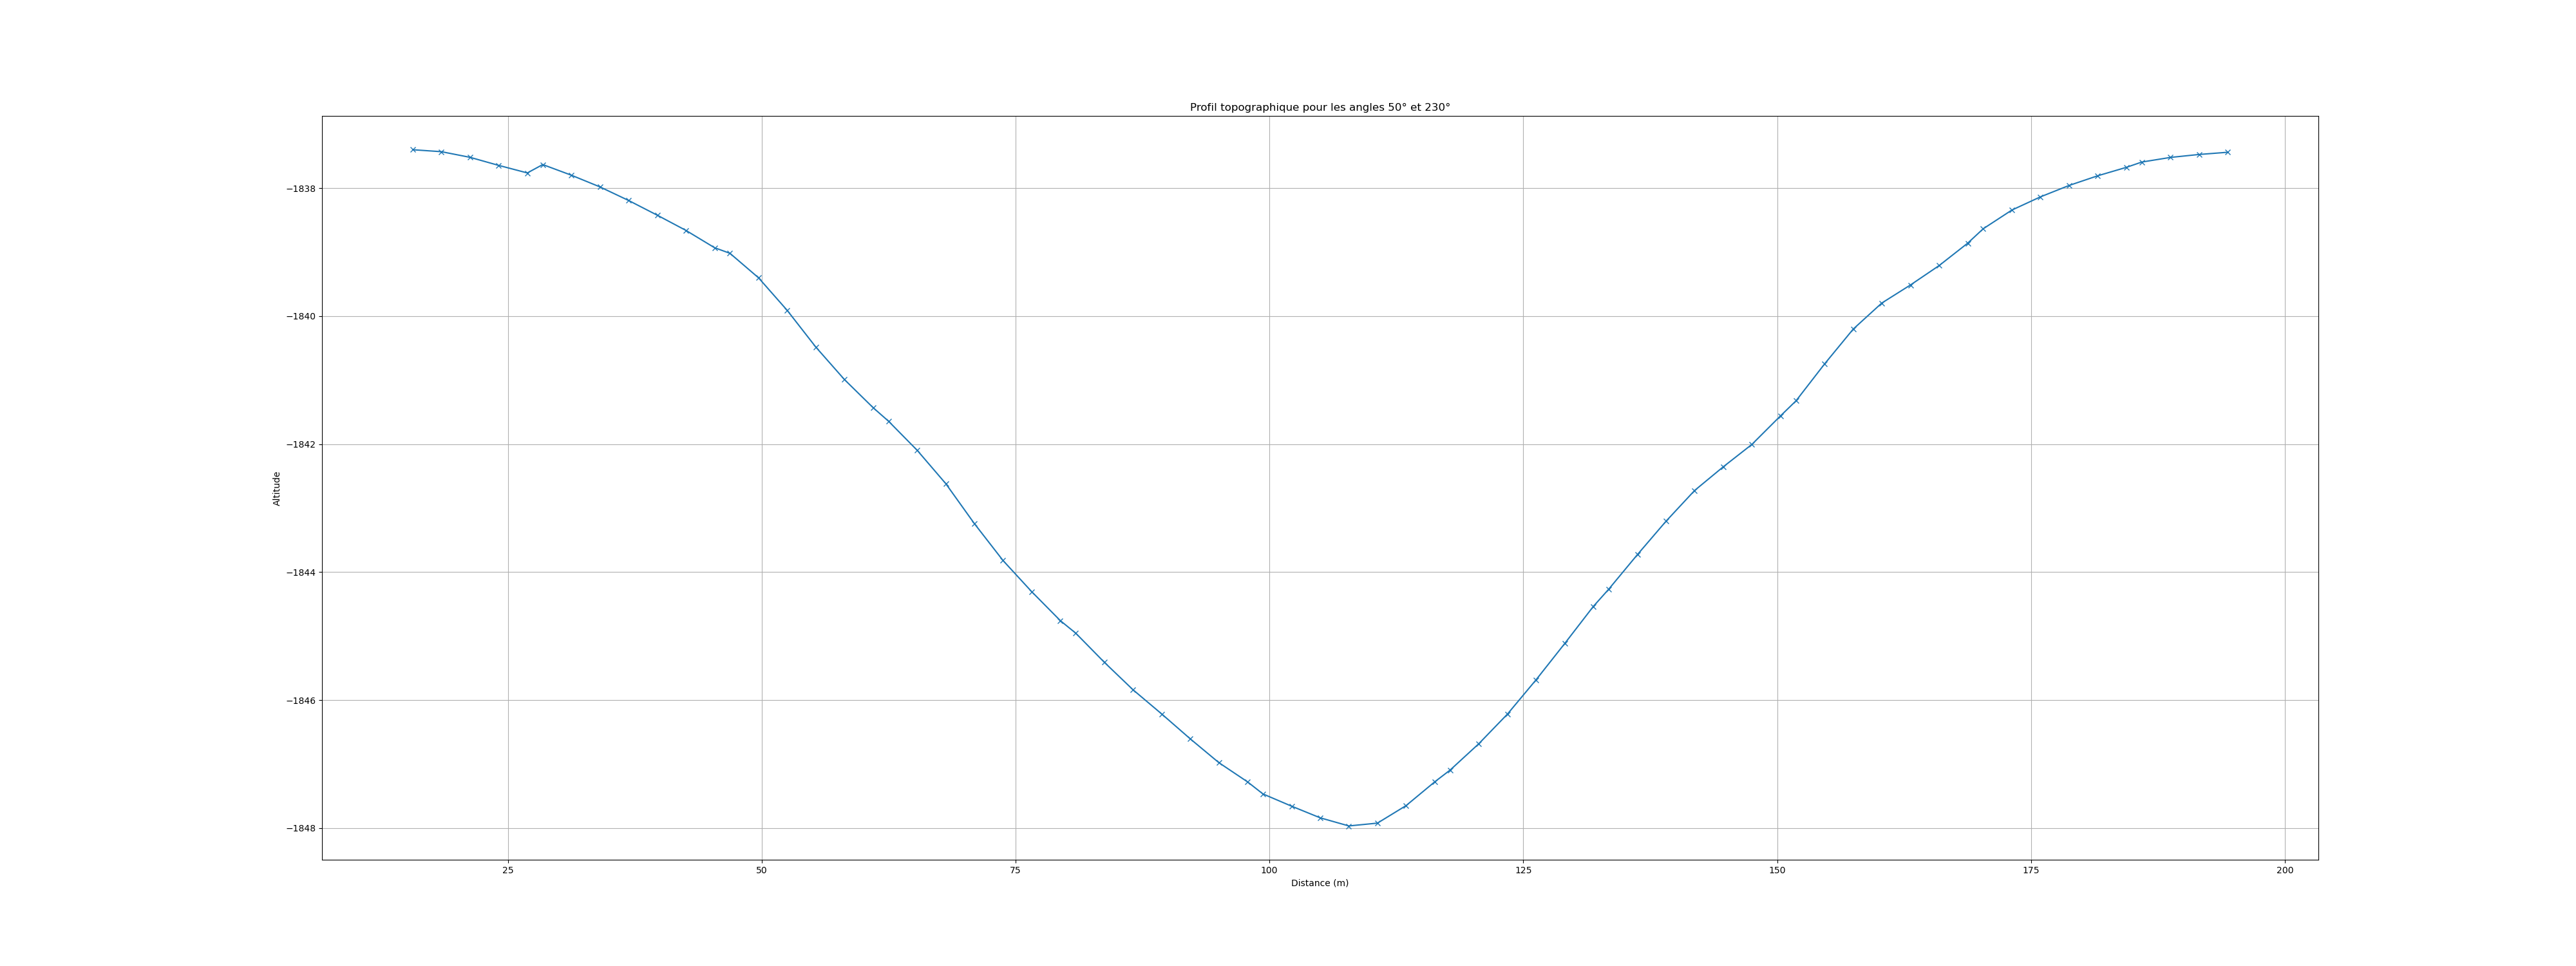 Profil topographique pour les angles 50° et 230°
−1838
−1840
−1842
−1844
−1846
−1848
Altitude
25 50 75 100 125 150 175 200
Distance (m)